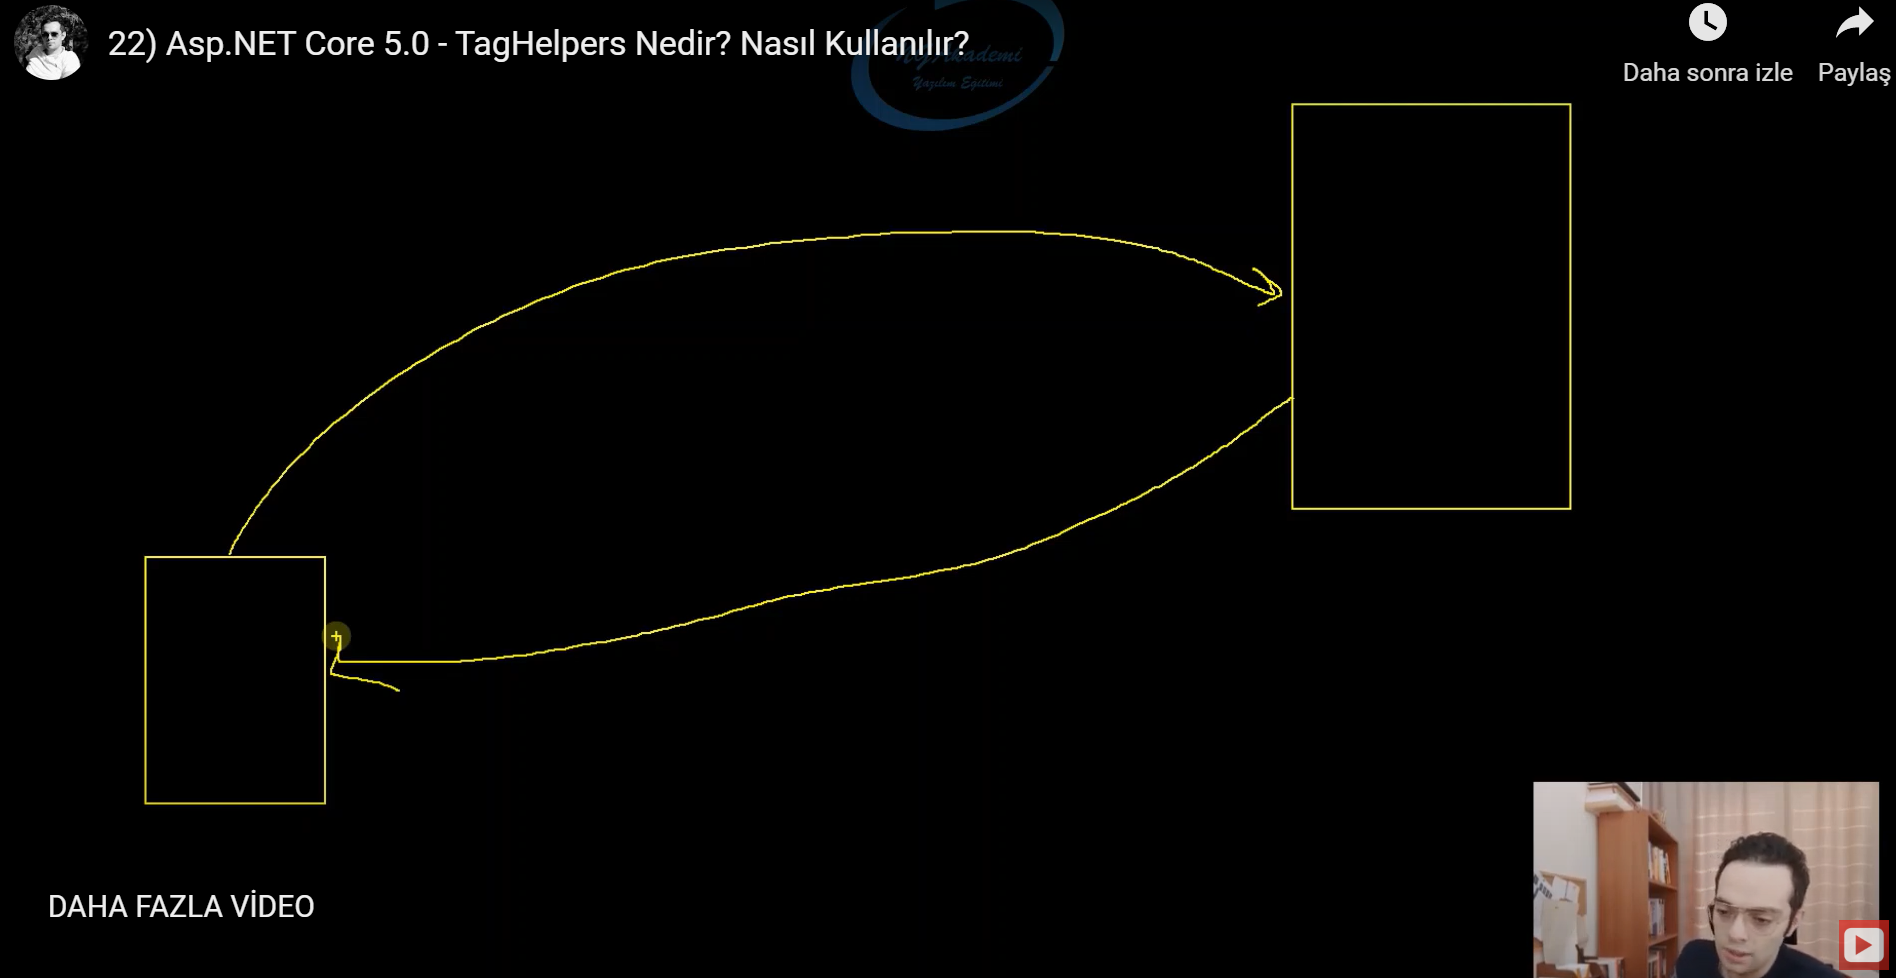 22) Asp.NET Core 5.0 - TagHelpers Nedir? Nasıl Kullanılır?
Akademi
Yazılım Eğitimi
Daha sonra izle
Paylaş
DAHA FAZLA VİDEO